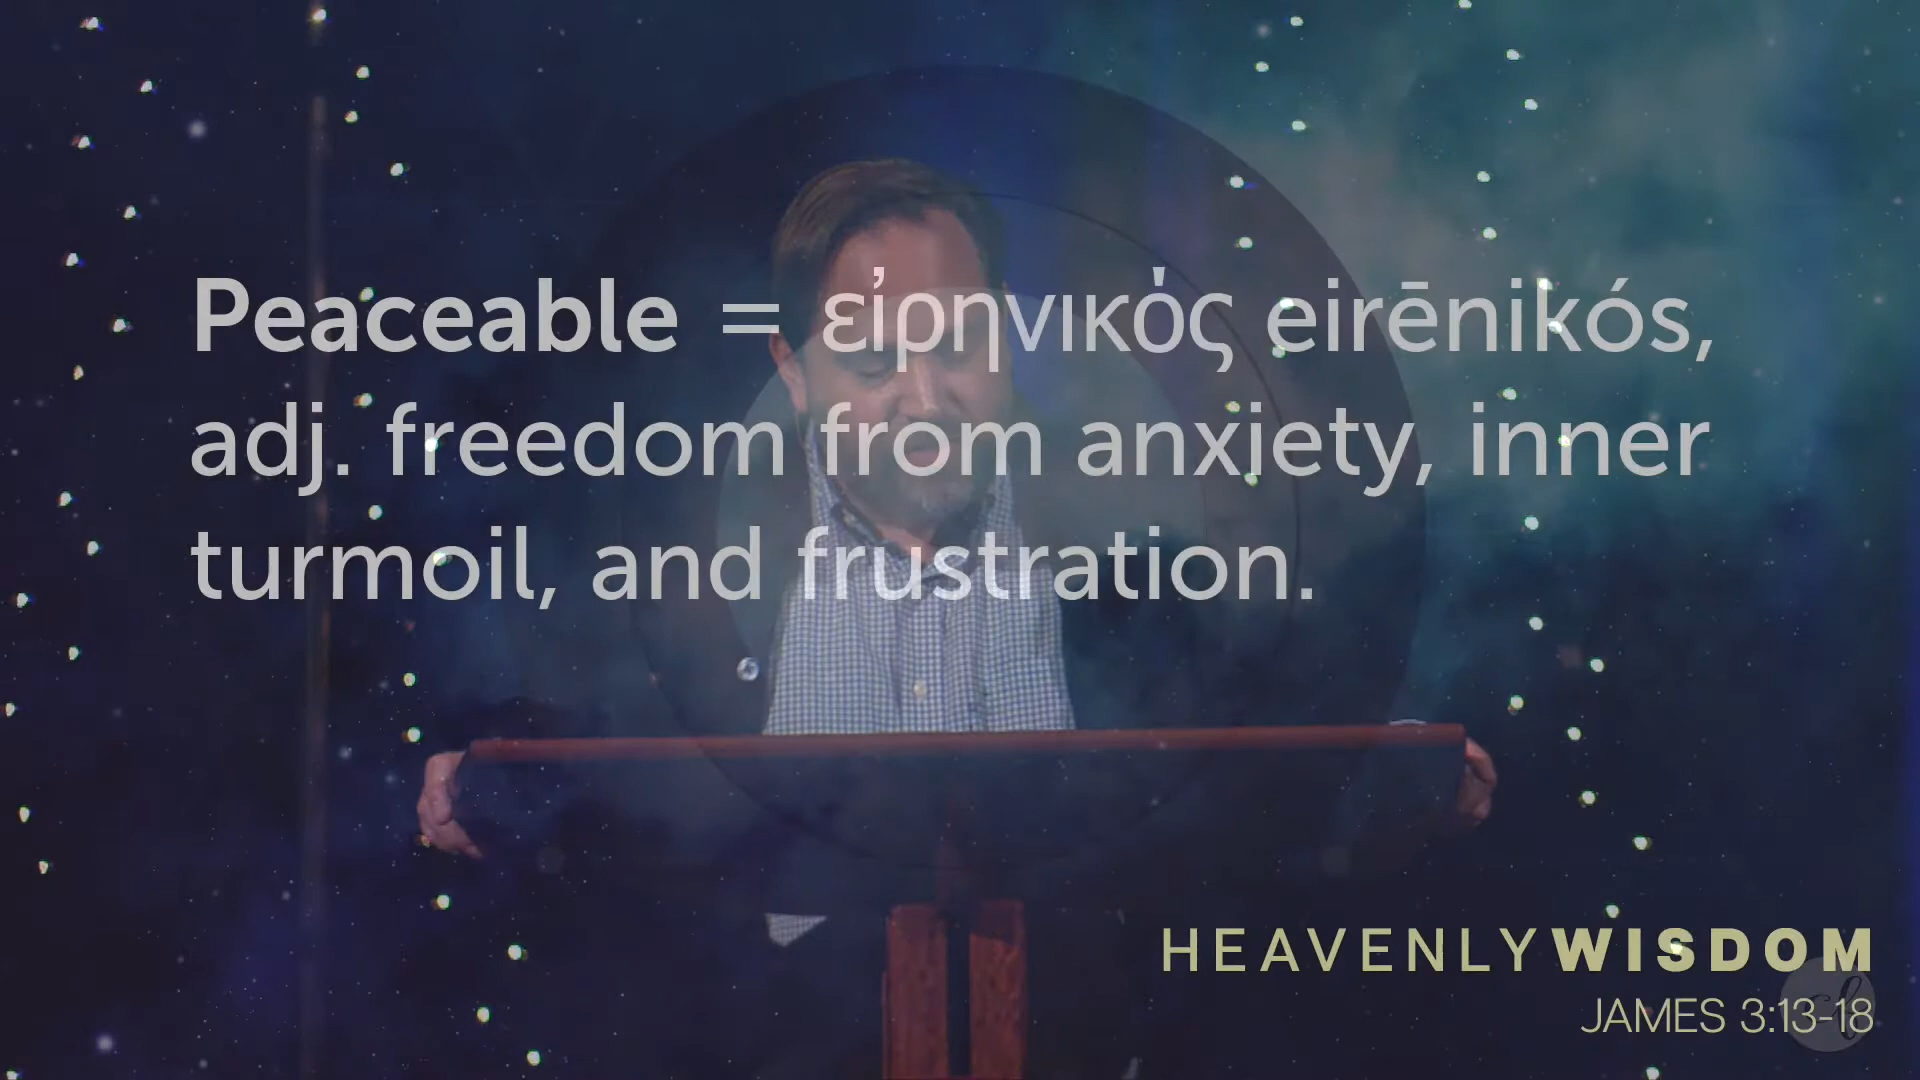 Peaceable = εἰρηνικός eirēnikós,
adj. freedom from anxiety, inner
turmoil, and frustration.
HEAVENLYWISDOM
JAMES 3:13-18